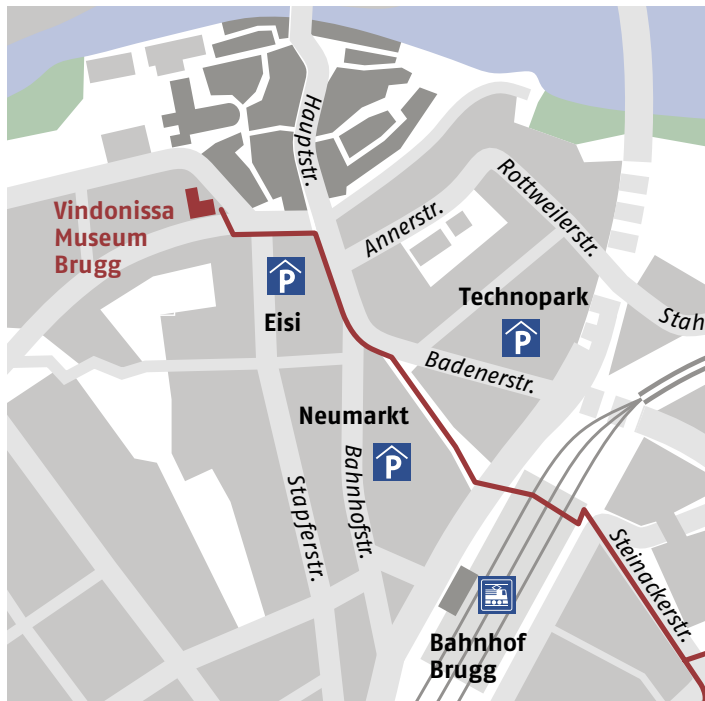 Hauptstr.
Rottweilerstr.
Vindonissa
Museum
Brugg
Annerstr.
P
Eisi
Technopark
P
Stah
Badenerstr.
Neumarkt
P
Bahnhofstr.
Stapferstr.
Steinackerstr.
Bahnhof
Brugg